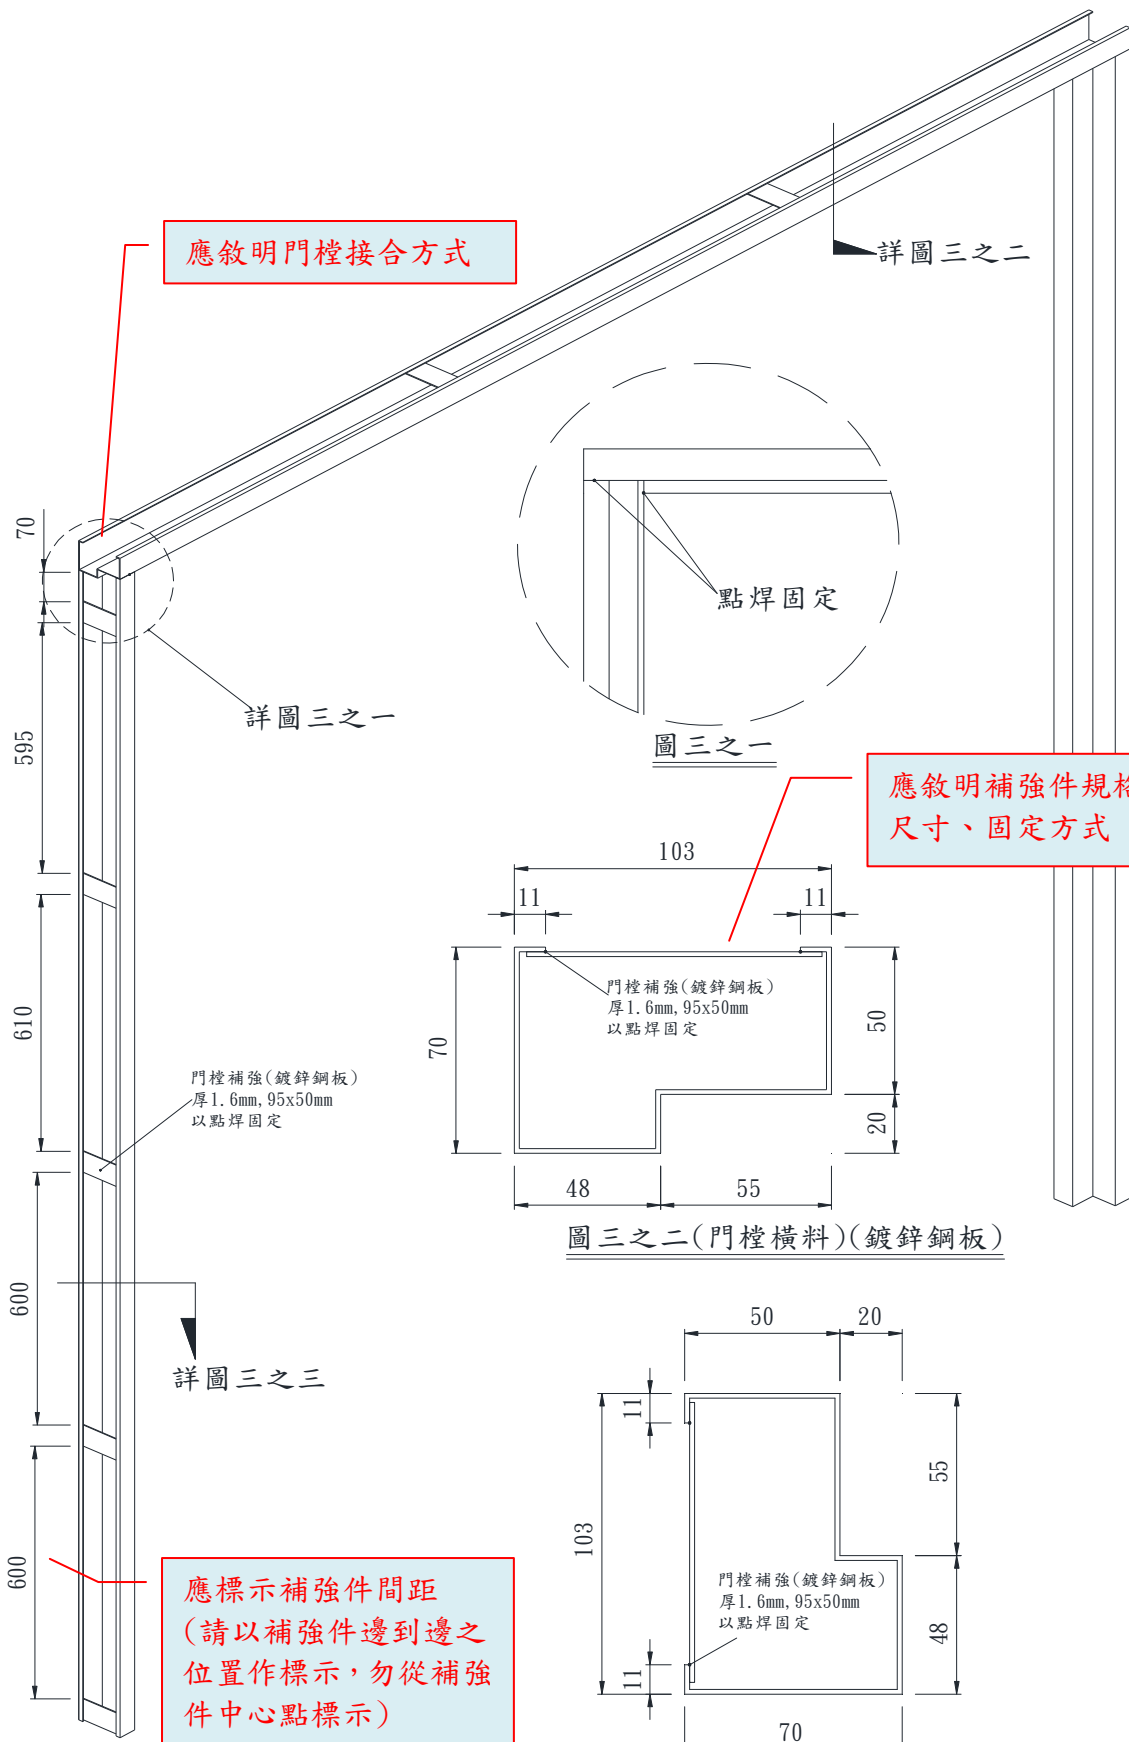 應敘明門樘接合方式
詳圖三之二
70
點焊固定
詳圖三之一
圖三之一
595
應敘明補強件規格
尺寸、固定方式
103
11
11
門樘補強(鍍鋅鋼板)
厚1.6mm,95x50mm
以點焊固定
70
50
20
48
55
圖三之二(門樘橫料)(鍍鋅鋼板)
610
門樘補強(鍍鋅鋼板)
厚1.6mm,95x50mm
以點焊固定
600
詳圖三之三
50
20
11
55
103
門樘補強(鍍鋅鋼板)
厚1.6mm,95x50mm
以點焊固定
48
11
70
600
應標示補強件間距
(請以補強件邊到邊之
位置作標示，勿從補強
件中心點標示)